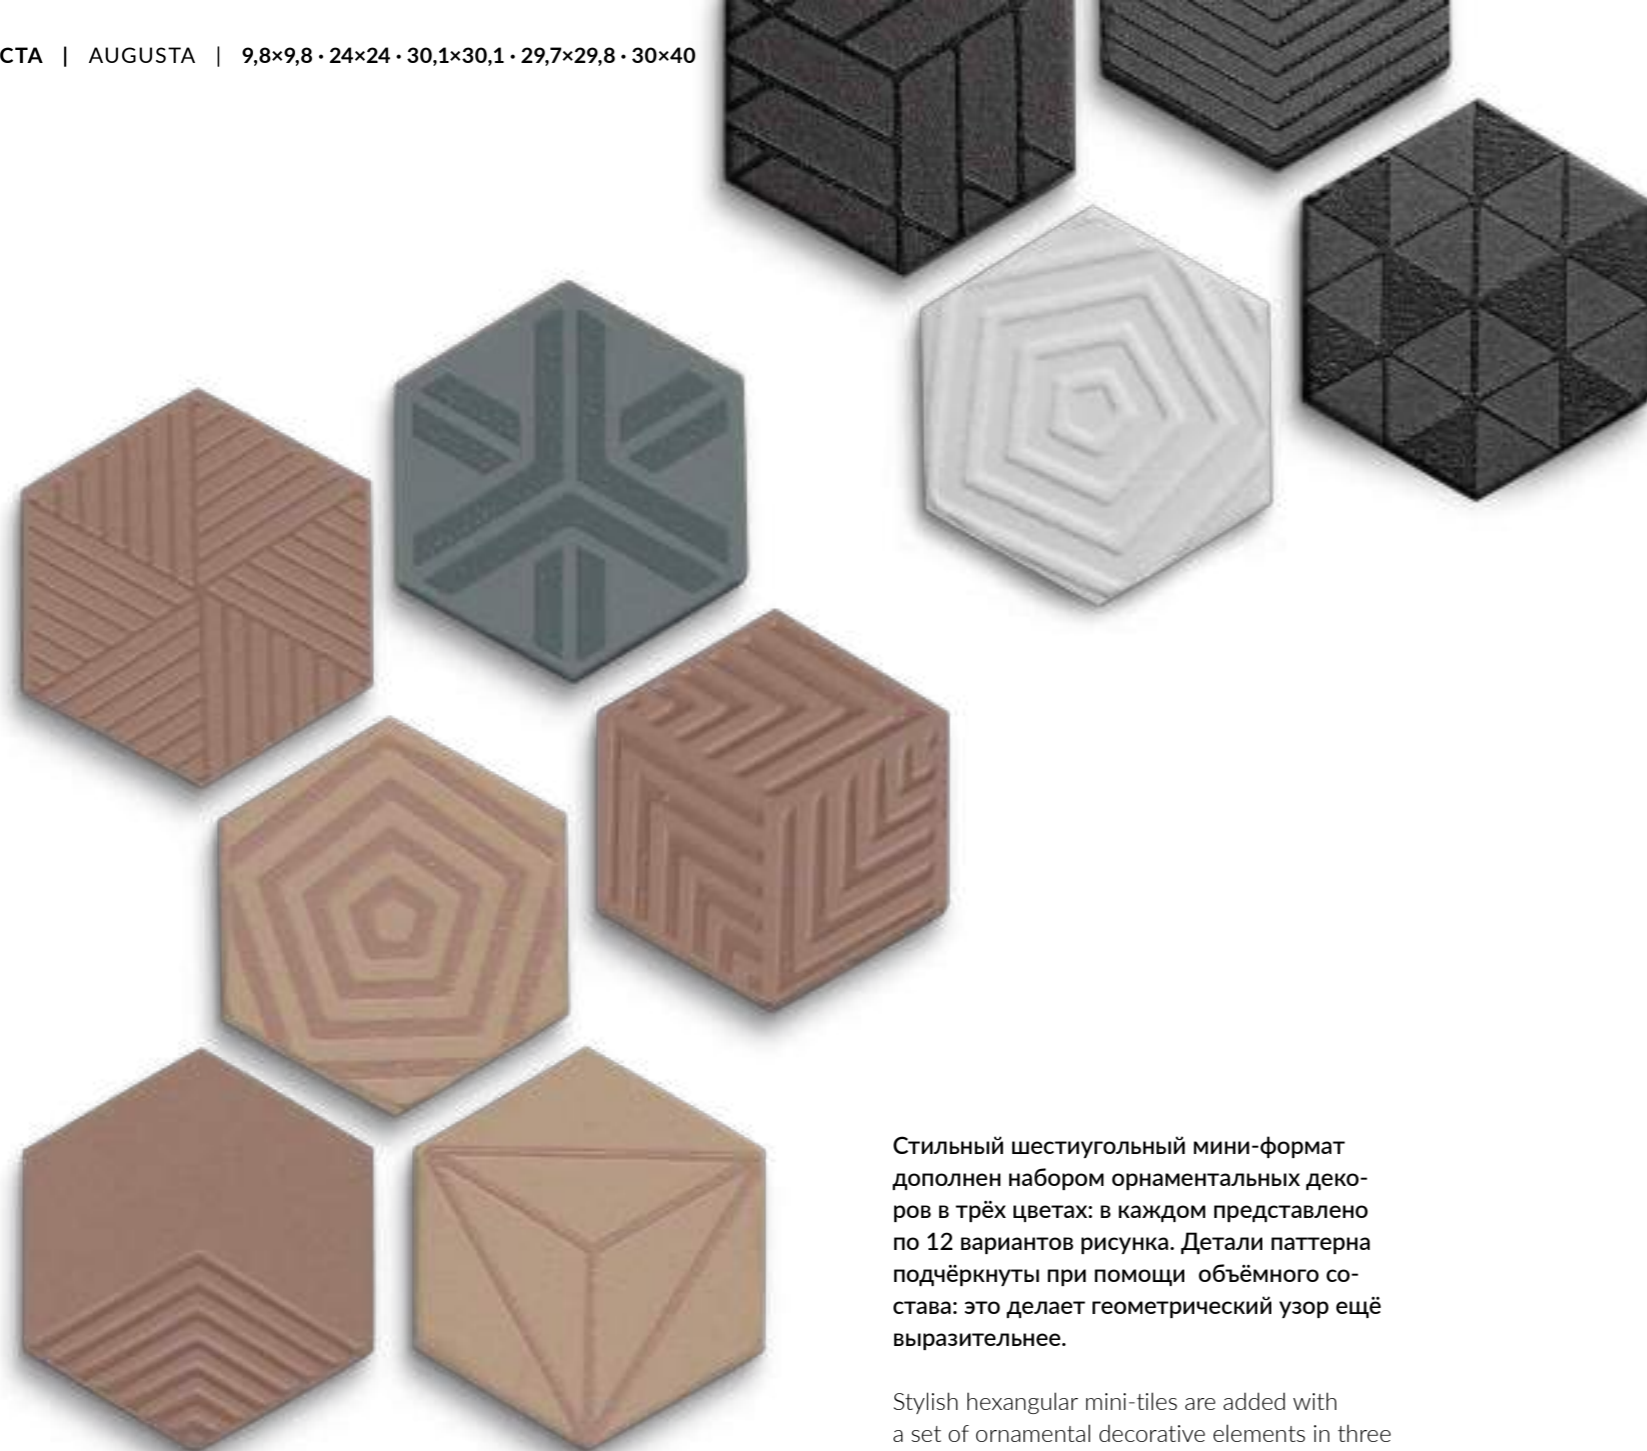 СТА | AUGUSTA | 9,8×9,8 · 24×24 · 30,1×30,1 · 29,7×29,8 · 30×40
Стильный шестиугольный мини-формат
дополнен набором орнаментальных деко-
ров в трёх цветах: в каждом представлено
по 12 вариантов рисунка. Детали паттерна
подчёркнуты при помощи  объёмного со-
става: это делает геометрический узор ещё
выразительнее.
Stylish hexangular mini-tiles are added with
a set of ornamental decorative elements in three